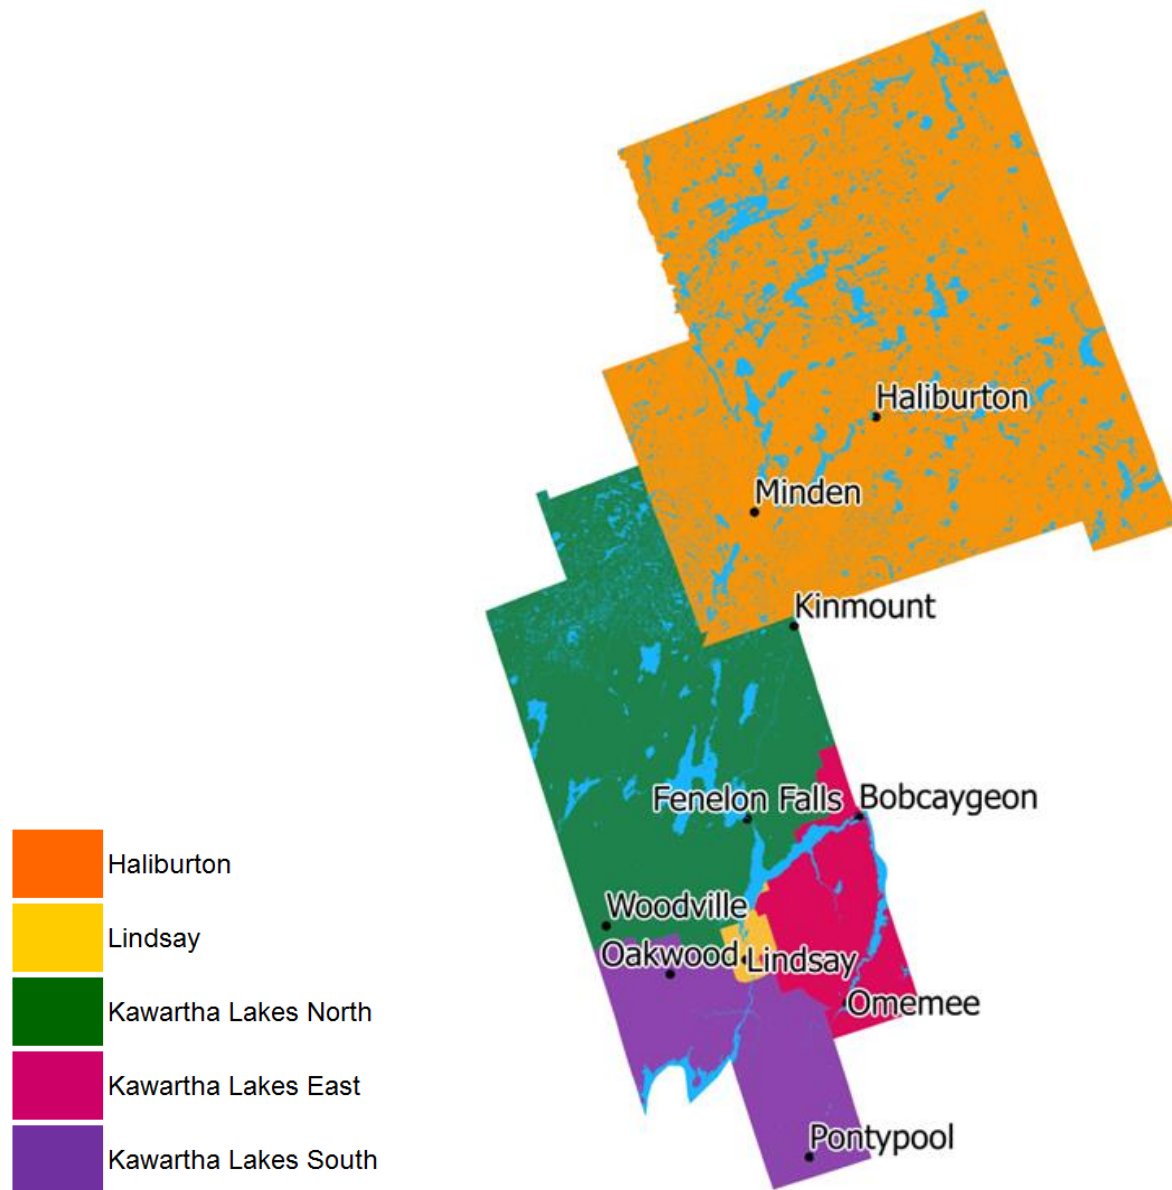 Haliburton
Minden
Kinmount
Fenelon Falls
Bobcaygeon
Woodville
Oakwood
Lindsay
Omemee
Pontypool
Haliburton
Lindsay
Kawartha Lakes North
Kawartha Lakes East
Kawartha Lakes South